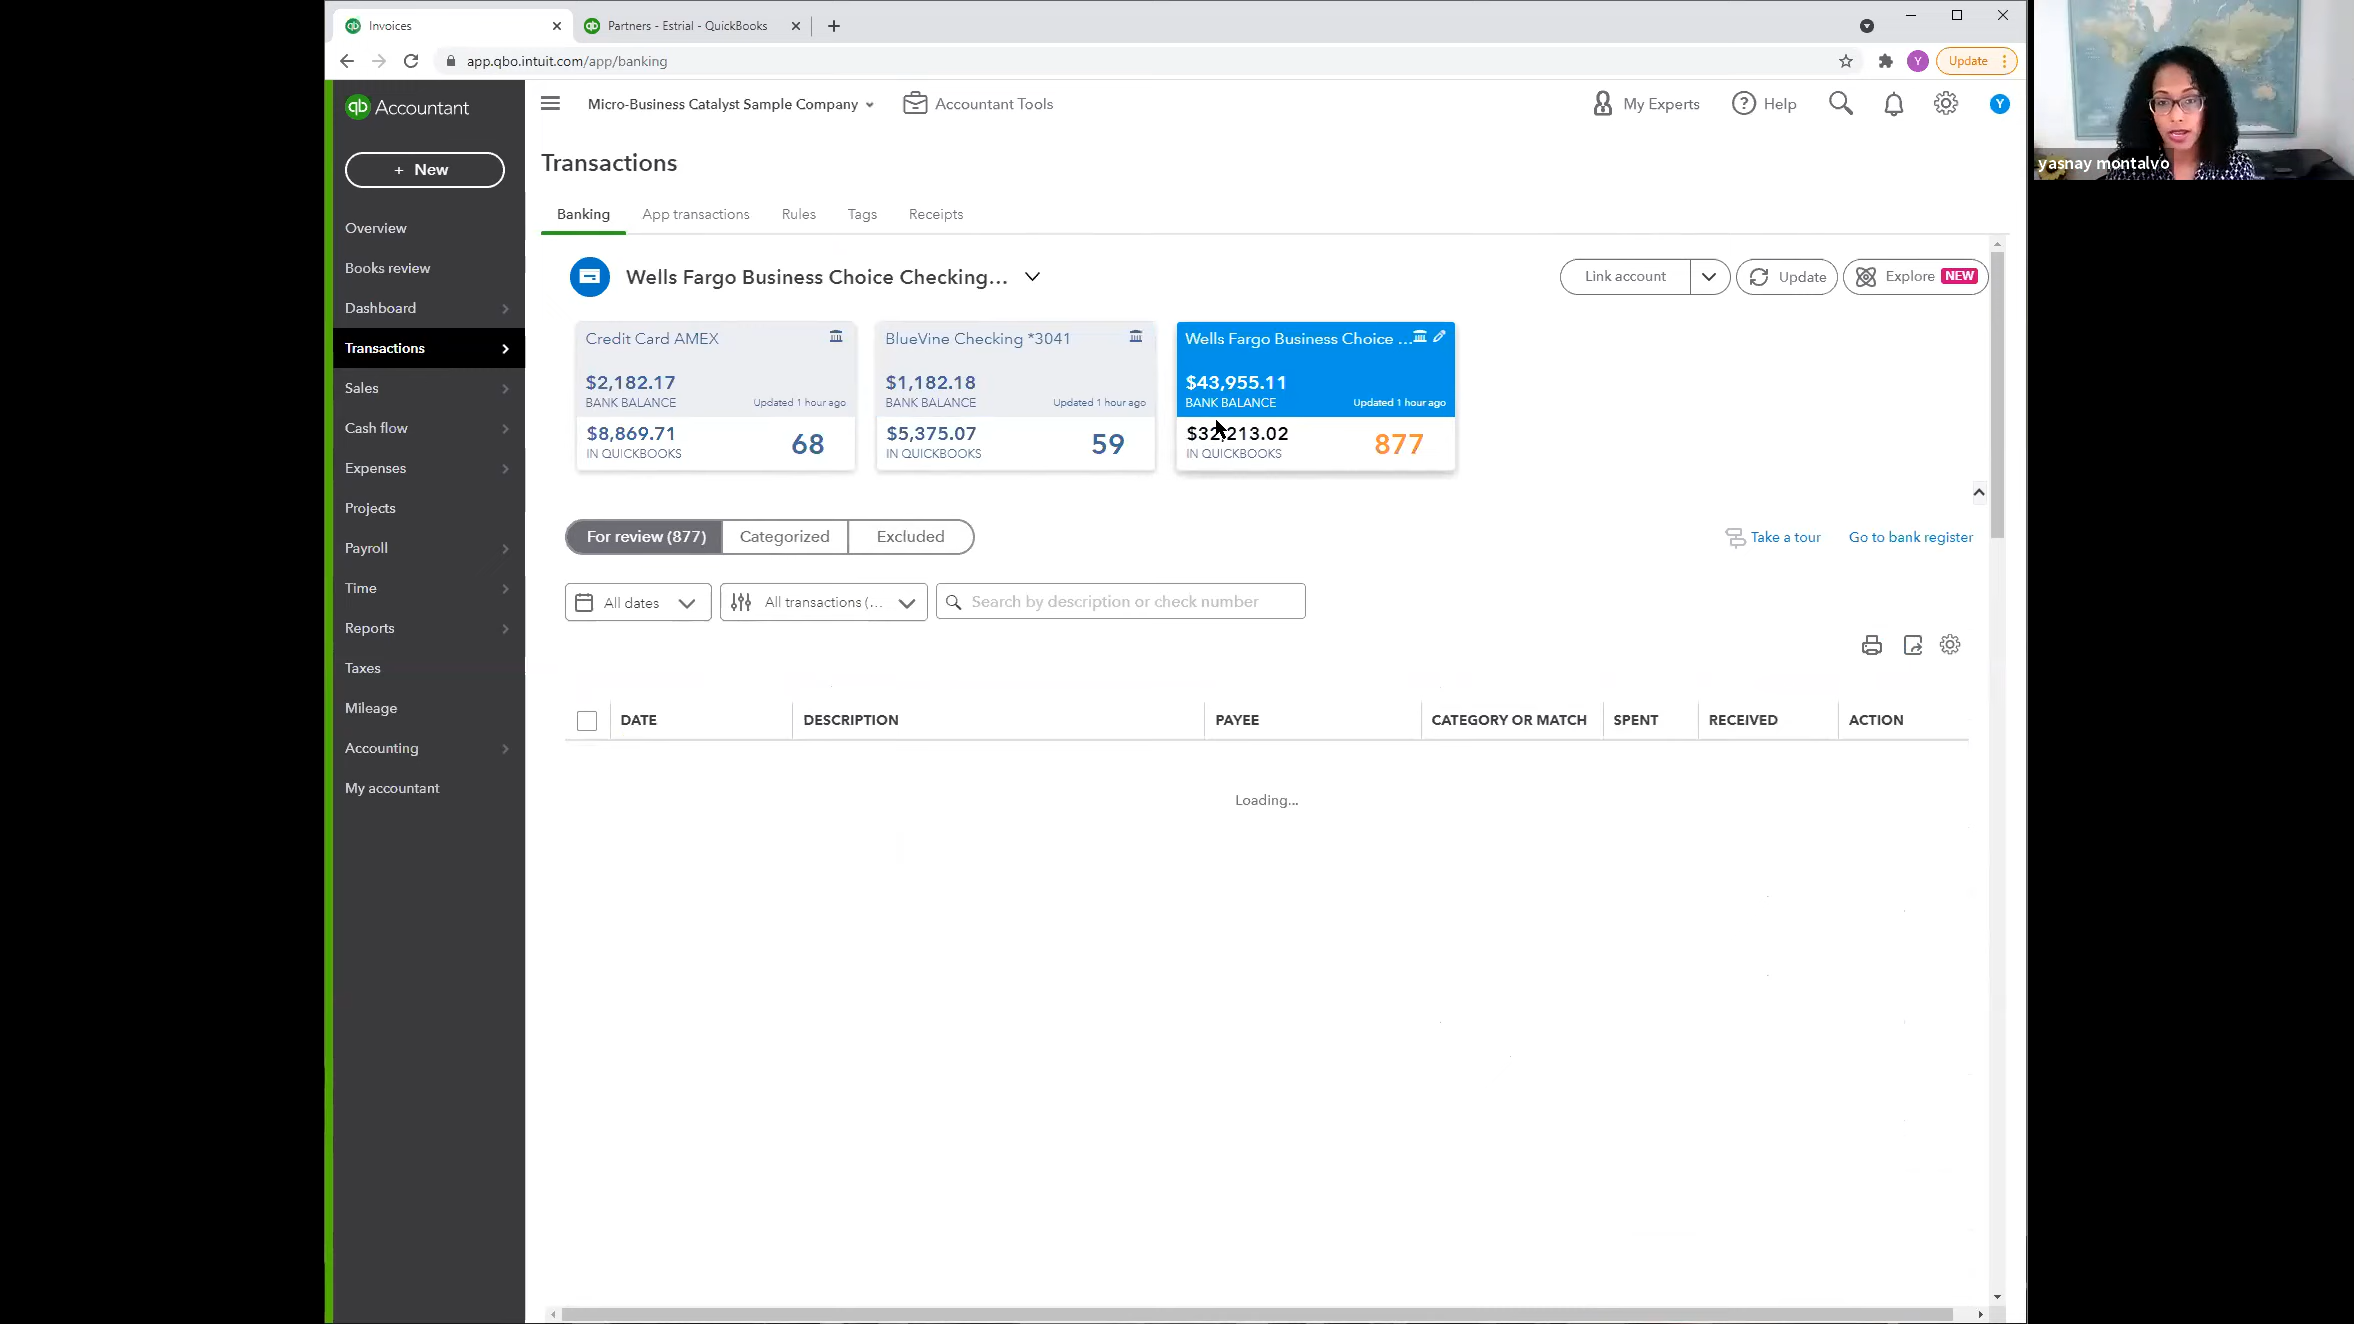 Invoices
Partners - Estrial - QuickBooks
app.qbo.intuit.com/app/banking
Y
Update
yasnay montalvo
qb Accountant
+ New
Overview
Books review
Dashboard
Transactions
Sales
Cash flow
Expenses
Projects
Payroll
Time
Reports
Taxes
Mileage
Accounting
My accountant
Micro-Business Catalyst Sample Company
Accountant Tools
My Experts
Help
Y
Transactions
Banking
App transactions
Rules
Tags
Receipts
Wells Fargo Business Choice Checking...
Link account
Update
Explore NEW
Credit Card AMEX
$2,182.17
BANK BALANCE
Updated 1 hour ago
$8,869.71
IN QUICKBOOKS
68
BlueVine Checking *3041
$1,182.18
BANK BALANCE
Updated 1 hour ago
$5,375.07
IN QUICKBOOKS
59
Wells Fargo Business Choice ...
$43,955.11
BANK BALANCE
Updated 1 hour ago
$32,213.02
IN QUICKBOOKS
877
For review (877)
Categorized
Excluded
Take a tour
Go to bank register
All dates
All transactions (...
Search by description or check number
DATE
DESCRIPTION
PAYEE
CATEGORY OR MATCH
SPENT
RECEIVED
ACTION
Loading...